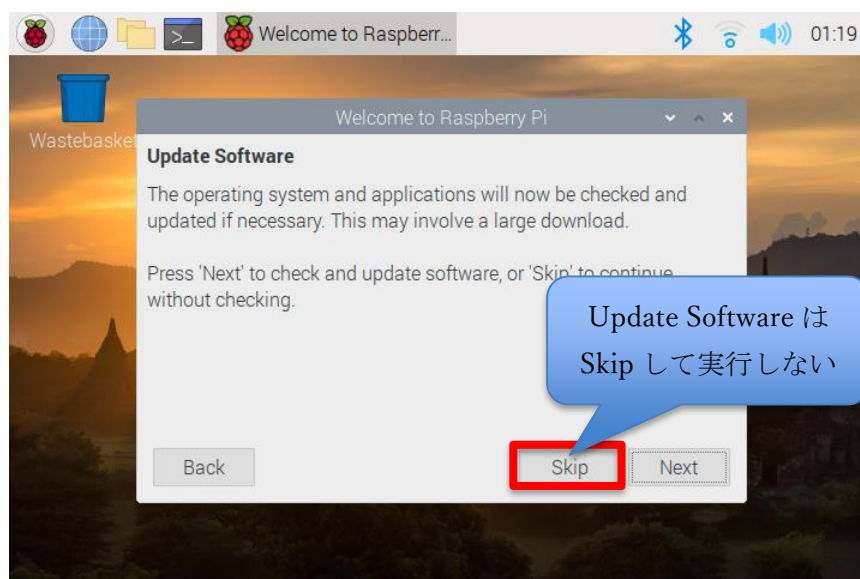 Welcome to Raspberr...
01:19
Wastebasket
Welcome to Raspberry Pi
Update Software
The operating system and applications will now be checked and
updated if necessary. This may involve a large download.
Press 'Next' to check and update software, or 'Skip' to continue
without checking.
Update Software は
Skip して実行しない
Back
Skip
Next